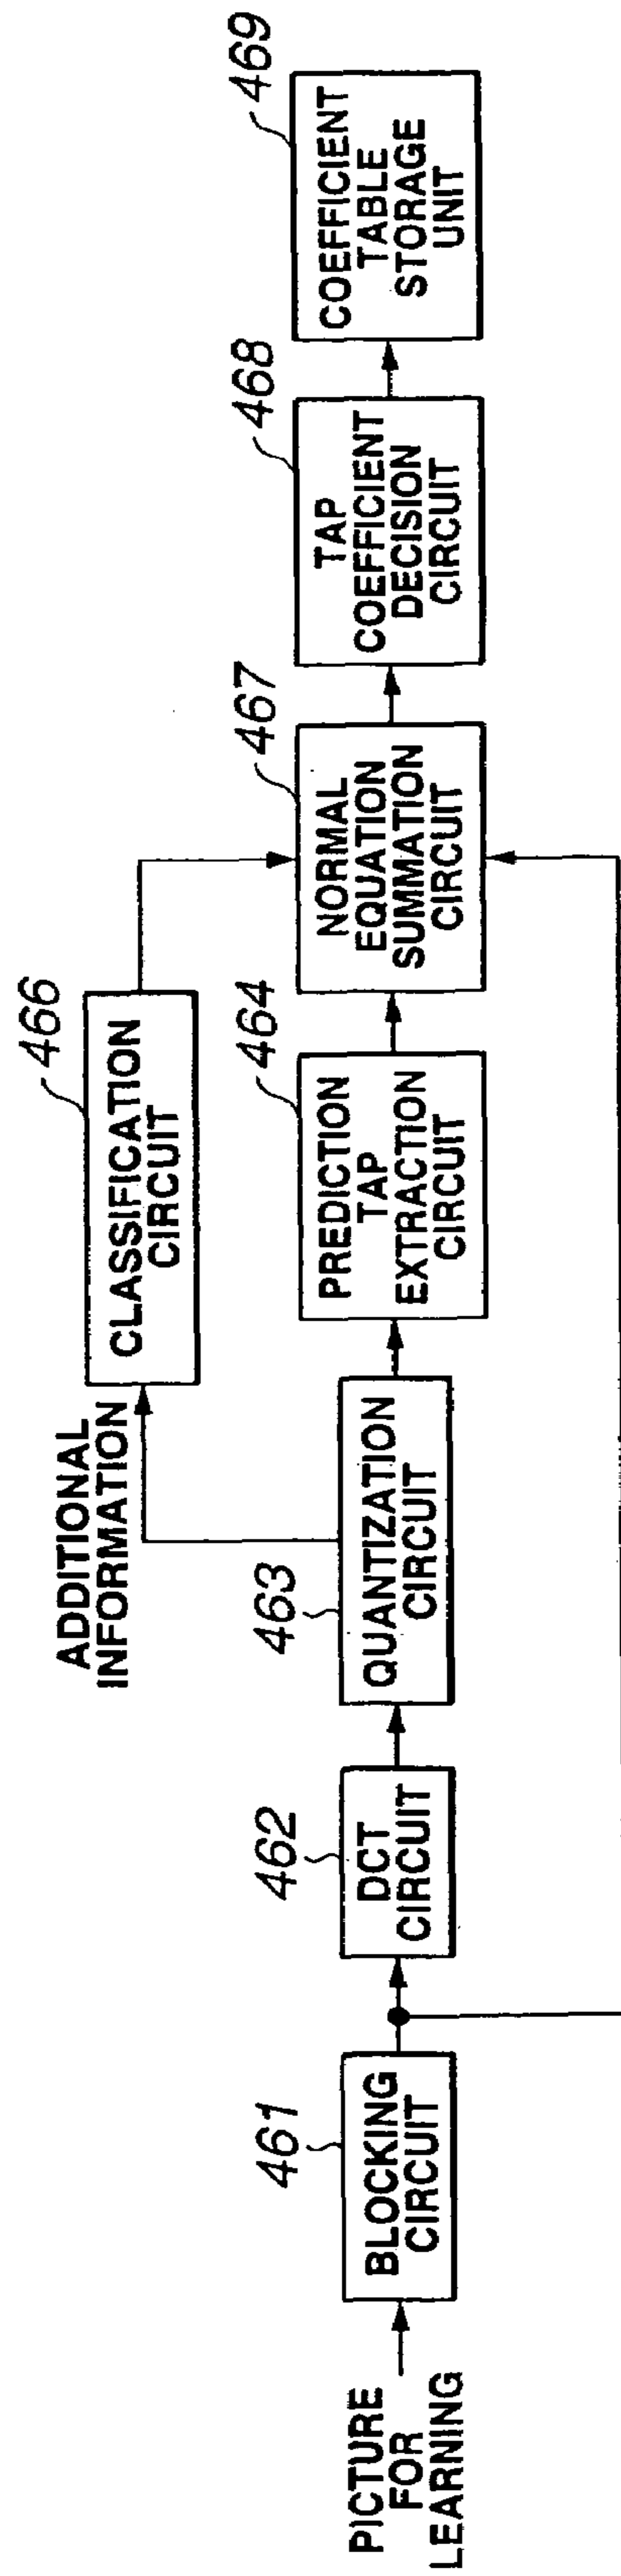 PICTURE
FOR
LEARNING
461
BLOCKING
CIRCUIT
462
DCT
CIRCUIT
463
QUANTIZATION
CIRCUIT
ADDITIONAL
INFORMATION
466
CLASSIFICATION
CIRCUIT
464
PREDICTION
TAP
EXTRACTION
CIRCUIT
467
NORMAL
EQUATION
SUMMATION
CIRCUIT
468
TAP
COEFFICIENT
DECISION
CIRCUIT
469
COEFFICIENT
TABLE
STORAGE
UNIT